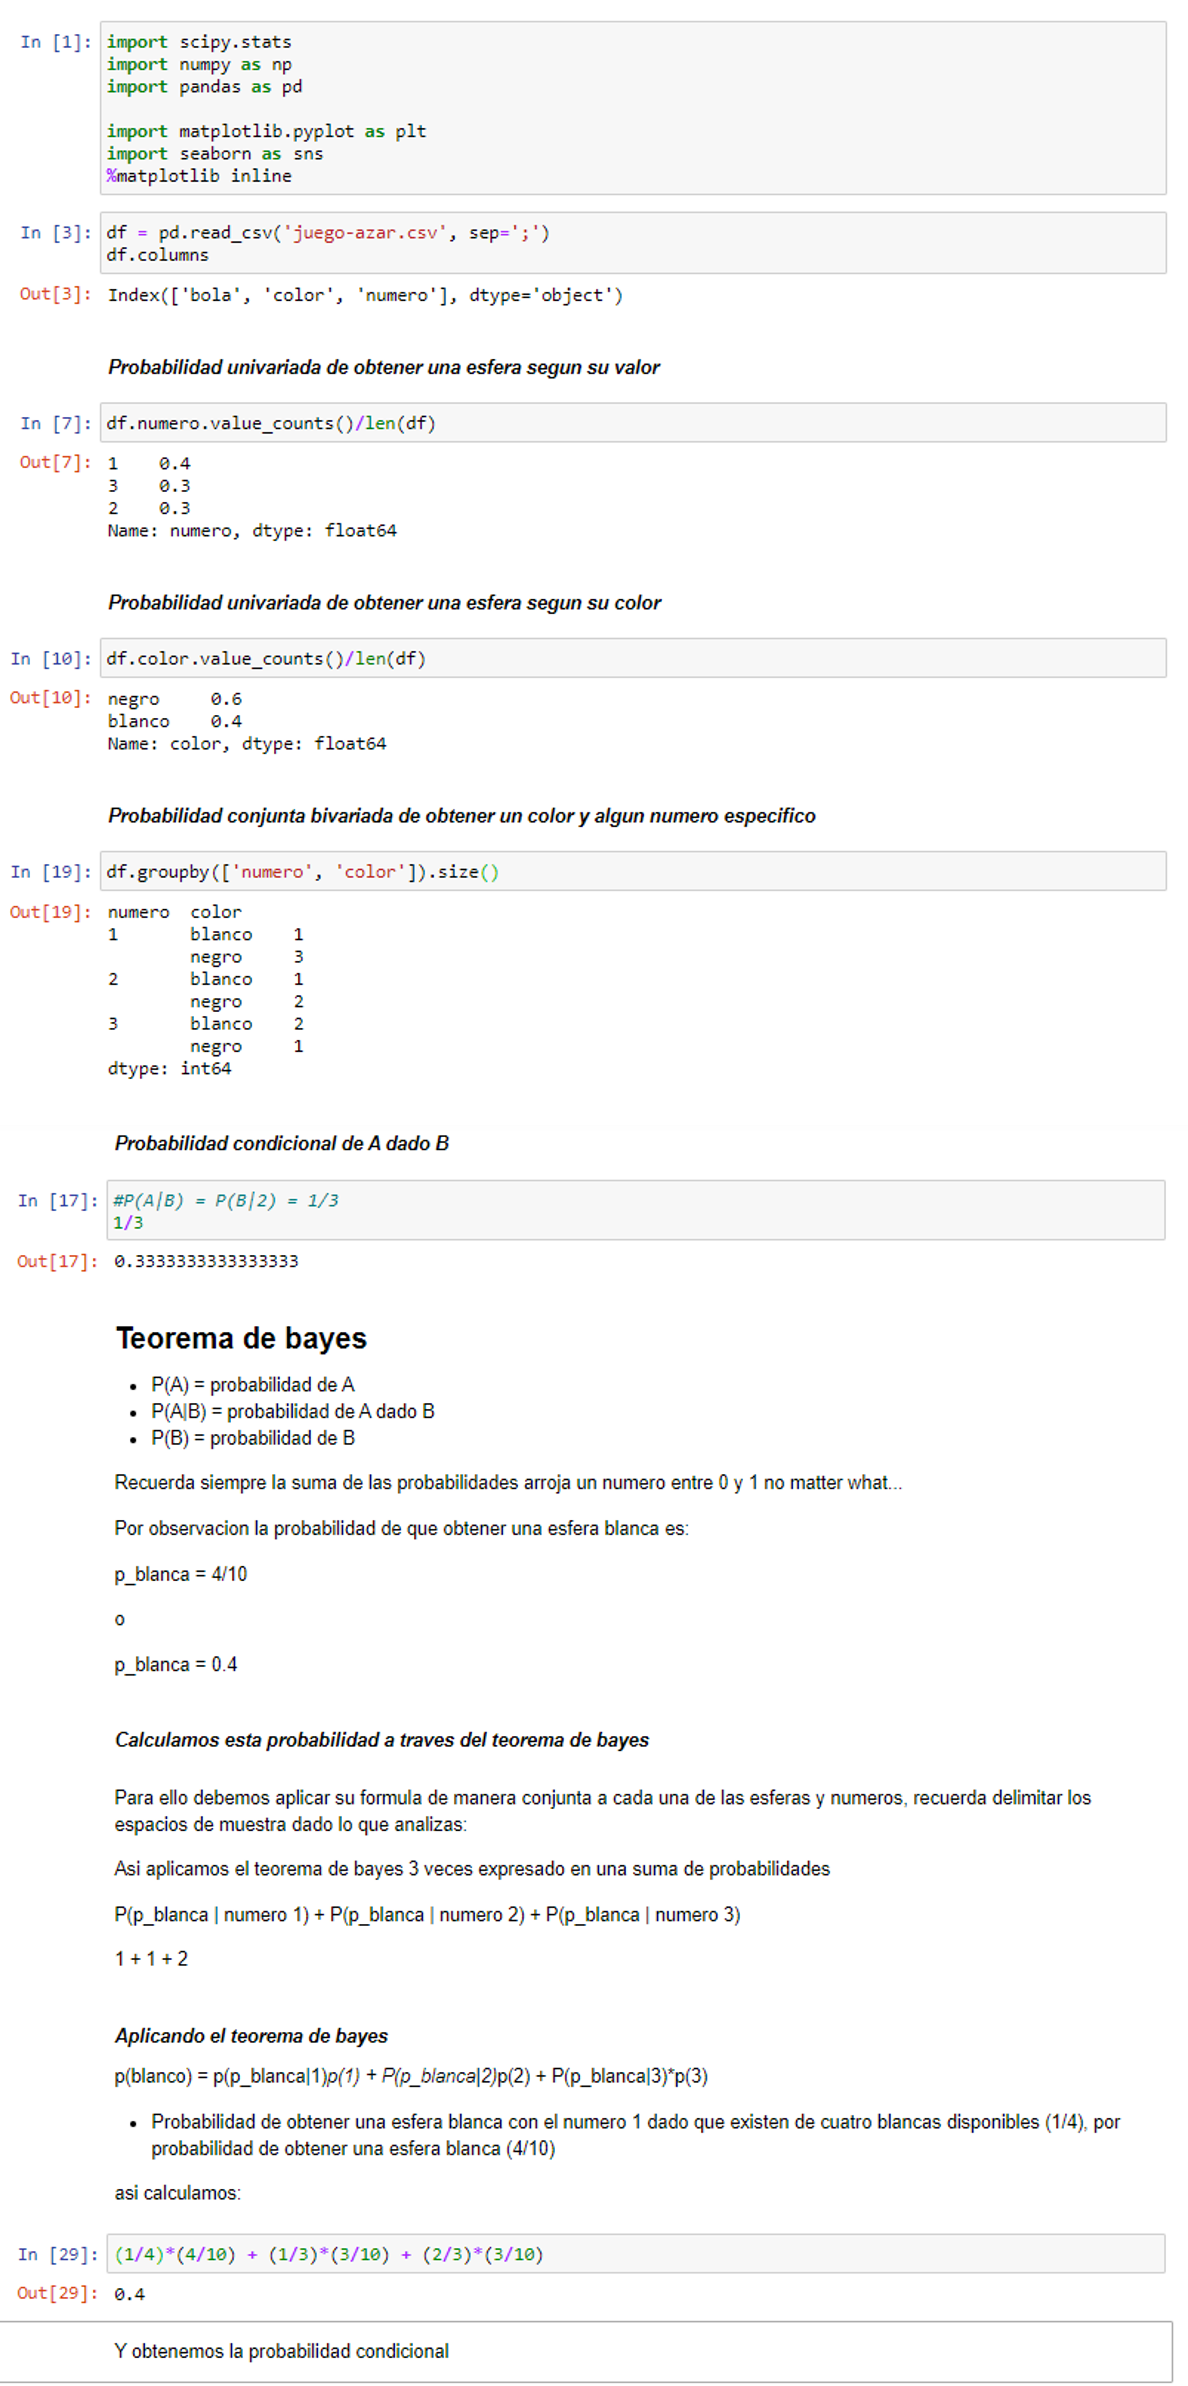 In [1]: import scipy.stats
import numpy as np
import pandas as pd
import matplotlib.pyplot as plt
import seaborn as sns
%matplotlib inline
In [3]: df = pd.read_csv('juego-azar.csv', sep=';')
df.columns
Out[3]: Index(['bola', 'color', 'numero'], dtype='object')
Probabilidad univariada de obtener una esfera segun su valor
In [7]: df.numero.value_counts()/len(df)
Out[7]: 1    0.4
3    0.3
2    0.3
Name: numero, dtype: float64
Probabilidad univariada de obtener una esfera segun su color
In [10]: df.color.value_counts()/len(df)
Out[10]: negro     0.6
blanco    0.4
Name: color, dtype: float64
Probabilidad conjunta bivariada de obtener un color y algun numero especifico
In [19]: df.groupby(['numero', 'color']).size()
Out[19]: numero  color
1       blanco    1
negro     3
2       blanco    1
negro     2
3       blanco    2
negro     1
dtype: int64
Probabilidad condicional de A dado B
In [17]: #P(A|B) = P(B|2) = 1/3
1/3
Out[17]: 0.3333333333333333
Teorema de bayes
• P(A) = probabilidad de A
• P(A|B) = probabilidad de A dado B
• P(B) = probabilidad de B
Recuerda siempre la suma de las probabilidades arroja un numero entre 0 y 1 no matter what...
Por observacion la probabilidad de que obtener una esfera blanca es:
p_blanca = 4/10
o
p_blanca = 0.4
Calculamos esta probabilidad a traves del teorema de bayes
Para ello debemos aplicar su formula de manera conjunta a cada una de las esferas y numeros, recuerda delimitar los
espacios de muestra dado lo que analizas:
Asi aplicamos el teorema de bayes 3 veces expresado en una suma de probabilidades
P(p_blanca | numero 1) + P(p_blanca | numero 2) + P(p_blanca | numero 3)
1 + 1 + 2
Aplicando el teorema de bayes
p(blanco) = p(p_blanca|1)p(1) + P(p_blanca|2)p(2) + P(p_blanca|3)*p(3)
• Probabilidad de obtener una esfera blanca con el numero 1 dado que existen de cuatro blancas disponibles (1/4), por
probabilidad de obtener una esfera blanca (4/10)
asi calculamos:
In [29]: (1/4)*(4/10) + (1/3)*(3/10) + (2/3)*(3/10)
Out[29]: 0.4
Y obtenemos la probabilidad condicional